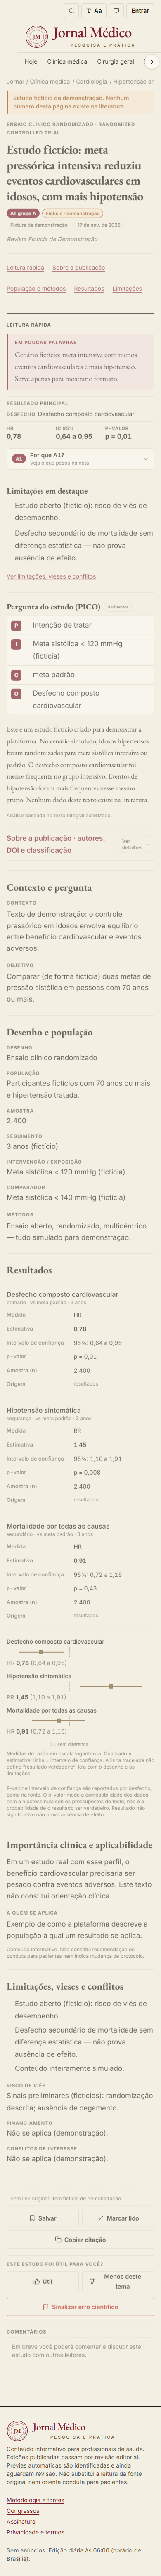 Aa
Entrar
JM
Jornal Médico
PESQUISA E PRÁTICA
Hoje Clínica médica Cardiologia Cirurgia geral
Jornal / Clínica médica / Cardiologia / Hipertensão ar
Estudo fictício de demonstração. Nenhum
número desta página existe na literatura.
ENSAIO CLÍNICO RANDOMIZADO · RANDOMIZED
CONTROLLED TRIAL
Estudo fictício: meta
pressórica intensiva reduziu
eventos cardiovasculares em
idosos, com mais hipotensão
A1 grupo A
Fictício · demonstração
Fixture de demonstração
17 de nov. de 2026
Revista Fictícia de Demonstração
Leitura rápida
Sobre a publicação
População e métodos
Resultados
Limitações
LEITURA RÁPIDA
EM POUCAS PALAVRAS
Cenário fictício: meta intensiva com menos
eventos cardiovasculares e mais hipotensão.
Serve apenas para mostrar o formato.
RESULTADO PRINCIPAL
DESFECHO Desfecho composto cardiovascular
HR
0,78
IC 95%
0,64 a 0,95
P-VALOR
p = 0,01
A1
Por que A1?
Veja o que pesou na nota
Limitações em destaque
Estudo aberto (fictício): risco de viés de
desempenho.
Desfecho secundário de mortalidade sem
diferença estatística — não prova
ausência de efeito.
Ver limitações, vieses e conflitos
Pergunta do estudo (PICO)
P
Intenção de tratar
I
Meta sistólica < 120 mmHg
(fictícia)
C
meta padrão
O
Desfecho composto
cardiovascular
Este é um estudo fictício criado para demonstrar a
plataforma. No cenário simulado, idosos hipertensos
foram randomizados para metas sistólica intensiva ou
padrão. Os resultados fictícios mostram menos
eventos cardiovasculares e mais hipotensão nesse
mesmo grupo. Nenhum dado deste texto existe na literatura.
Análise baseada no texto integral autorizado.
Sobre a publicação · autores,
DOI e classificação
Ver
detalhes
Contexto e pergunta
CONTEXTO
Texto de demonstração: o controle
pressórico em idosos envolve equilíbrio
entre benefício cardiovascular e eventos
adversos.
OBJETIVO
Comparar (de forma fictícia) duas metas de
pressão sistólica em pessoas com 70 anos
ou mais.
Desenho e população
DESENHO
Ensaio clínico randomizado
POPULAÇÃO
Participantes fictícios com 70 anos ou mais
e hipertensão tratada.
AMOSTRA
2.400
SEGUIMENTO
3 anos (fictício)
INTERVENÇÃO / EXPOSIÇÃO
Meta sistólica < 120 mmHg (fictícia)
COMPARADOR
Meta sistólica < 140 mmHg (fictícia)
MÉTODOS
Ensaio aberto, randomizado, multicêntrico
— tudo simulado para demonstração.
Resultados
Desfecho composto cardiovascular
primário · vs meta padrão · 3 anos
Medida HR
Estimativa 0,78
Intervalo de confiança 95%: 0,64 a 0,95
p-valor p = 0,01
Amostra (n) 2.400
Origem resultados
Hipotensão sintomática
segurança · vs meta padrão · 3 anos
Medida RR
Estimativa 1,45
Intervalo de confiança 95%: 1,10 a 1,91
p-valor p = 0,008
Amostra (n) 2.400
Origem resultados
Mortalidade por todas as causas
secundário · vs meta padrão · 3 anos
Medida HR
Estimativa 0,91
Intervalo de confiança 95%: 0,72 a 1,15
p-valor p = 0,43
Amostra (n) 2.400
Origem resultados
Desfecho composto cardiovascular
HR 0,78 (0,64 a 0,95)
Hipotensão sintomática
RR 1,45 (1,10 a 1,91)
Mortalidade por todas as causas
HR 0,91 (0,72 a 1,15)
1 = sem diferença
Medidas de razão em escala logarítmica. Quadrado =
estimativa; linha = intervalo de confiança. A linha tracejada não
define "resultado verdadeiro": leia com o desenho e as
limitações.
P-valor e intervalo de confiança são reportados por desfecho,
como na fonte. O p-valor mede a compatibilidade dos dados
com a hipótese nula sob os pressupostos do teste; não é a
probabilidade de o resultado ser verdadeiro. Resultado não
significativo não prova ausência de efeito.
Importância clínica e aplicabilidade
Em um estudo real com esse perfil, o
benefício cardiovascular precisaria ser
pesado contra eventos adversos. Este texto
não constitui orientação clínica.
A QUEM SE APLICA
Exemplo de como a plataforma descreve a
população à qual um resultado se aplica.
Conteúdo informativo. Não constitui recomendação de
conduta para pacientes nem indica mudança de protocolo.
Limitações, vieses e conflitos
Estudo aberto (fictício): risco de viés de
desempenho.
Desfecho secundário de mortalidade sem
diferença estatística — não prova
ausência de efeito.
Conteúdo inteiramente simulado.
RISCO DE VIÉS
Sinais preliminares (fictícios): randomização
descrita; ausência de cegamento.
FINANCIAMENTO
Não se aplica (demonstração).
CONFLITOS DE INTERESSE
Não se aplica (demonstração).
Sem link original: item fictício de demonstração.
Salvar
Marcar lido
Copiar citação
ESTE ESTUDO FOI ÚTIL PARA VOCÊ?
Útil
Menos deste
tema
Sinalizar erro científico
COMENTÁRIOS
Em breve você poderá comentar e discutir este
estudo com outros leitores.
JM
Jornal Médico
PESQUISA E PRÁTICA
Conteúdo informativo para profissionais de saúde.
Edições publicadas passam por revisão editorial.
Prévias automáticas são identificadas e ainda
aguardam revisão. Não substitui a leitura da fonte
original nem orienta conduta para pacientes.
Metodologia e fontes
Congressos
Assinatura
Privacidade e termos
Sem anúncios. Edição diária às 06:00 (horário de
Brasília).